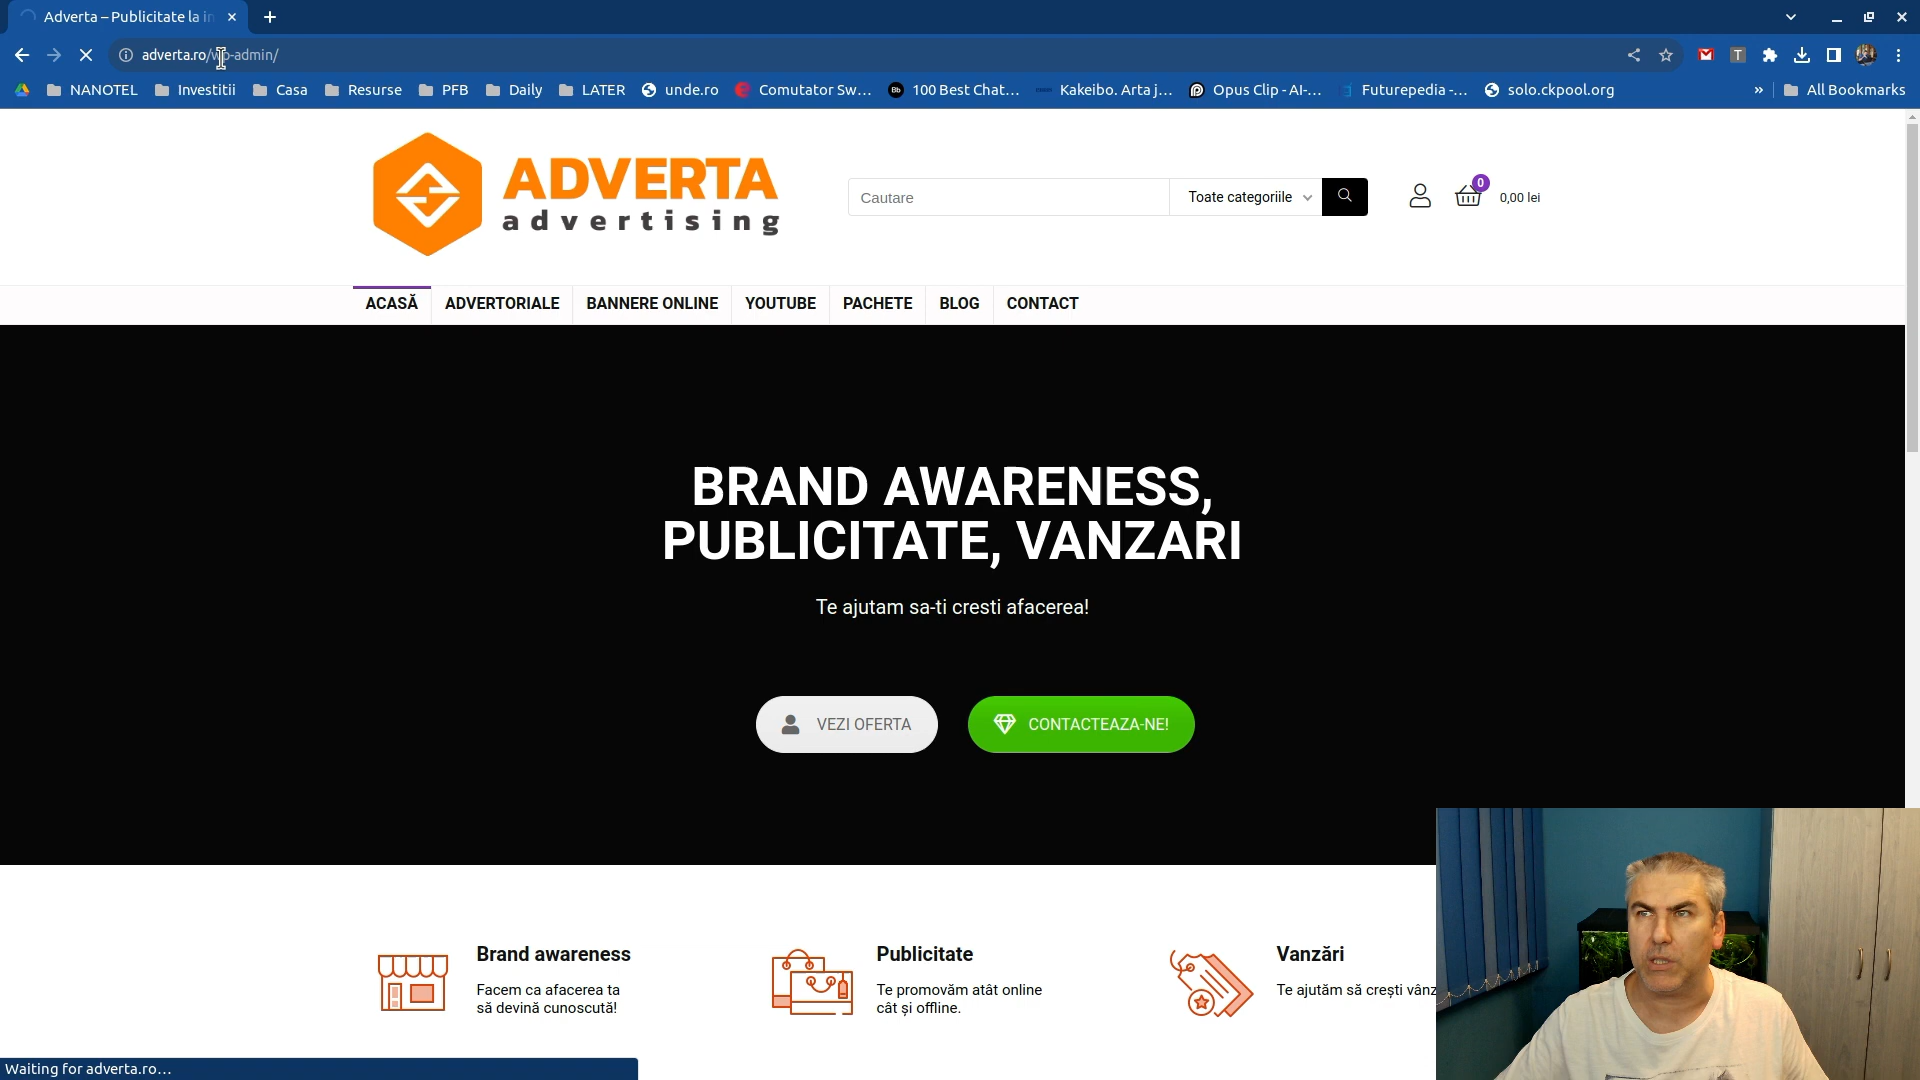 Adverta – Publicitate la in
adverta.ro/wp-admin/
NANOTEL
Investitii
Casa
Resurse
PFB
Daily
LATER
unde.ro
Comutator Sw...
100 Best Chat...
Kakeibo. Arta j...
Opus Clip - AI-...
Futurepedia -...
solo.ckpool.org
»
All Bookmarks
ADVERTA
advertising
Cautare
Toate categoriile
0
0,00 lei
ACASĂ
ADVERTORIALE
BANNERE ONLINE
YOUTUBE
PACHETE
BLOG
CONTACT
BRAND AWARENESS,
PUBLICITATE, VANZARI
Te ajutam sa-ti cresti afacerea!
VEZI OFERTA
CONTACTEAZA-NE!
Brand awareness
Facem ca afacerea ta
să devină cunoscută!
Publicitate
Te promovăm atât online
cât și offline.
Vanzări
Te ajutăm să crești vânz
Waiting for adverta.ro...